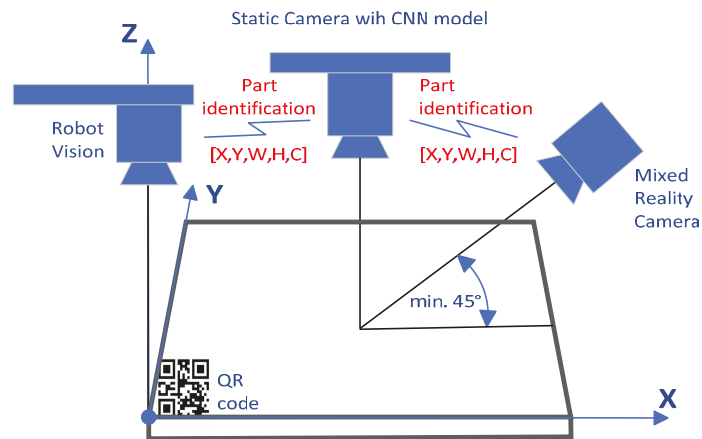 Static Camera wih CNN model
Z
Part
identification
[X,Y,W,H,C]
Part
identification
[X,Y,W,H,C]
Robot
Vision
Mixed
Reality
Camera
Y
min. 45°
QR
code
X